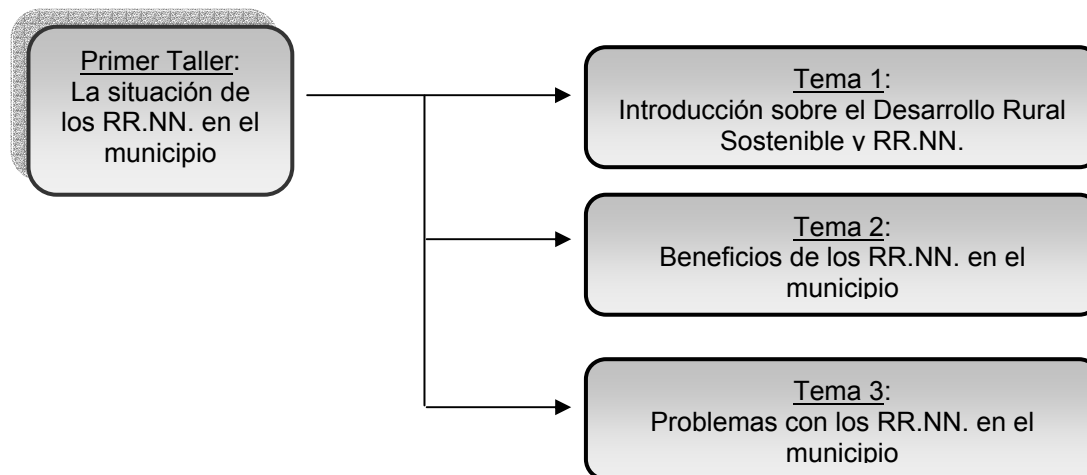 Primer Taller:
La situación de
los RR.NN. en el
municipio
Tema 1:
Introducción sobre el Desarrollo Rural
Sostenible y RR.NN.
Tema 2:
Beneficios de los RR.NN. en el
municipio
Tema 3:
Problemas con los RR.NN. en el
municipio